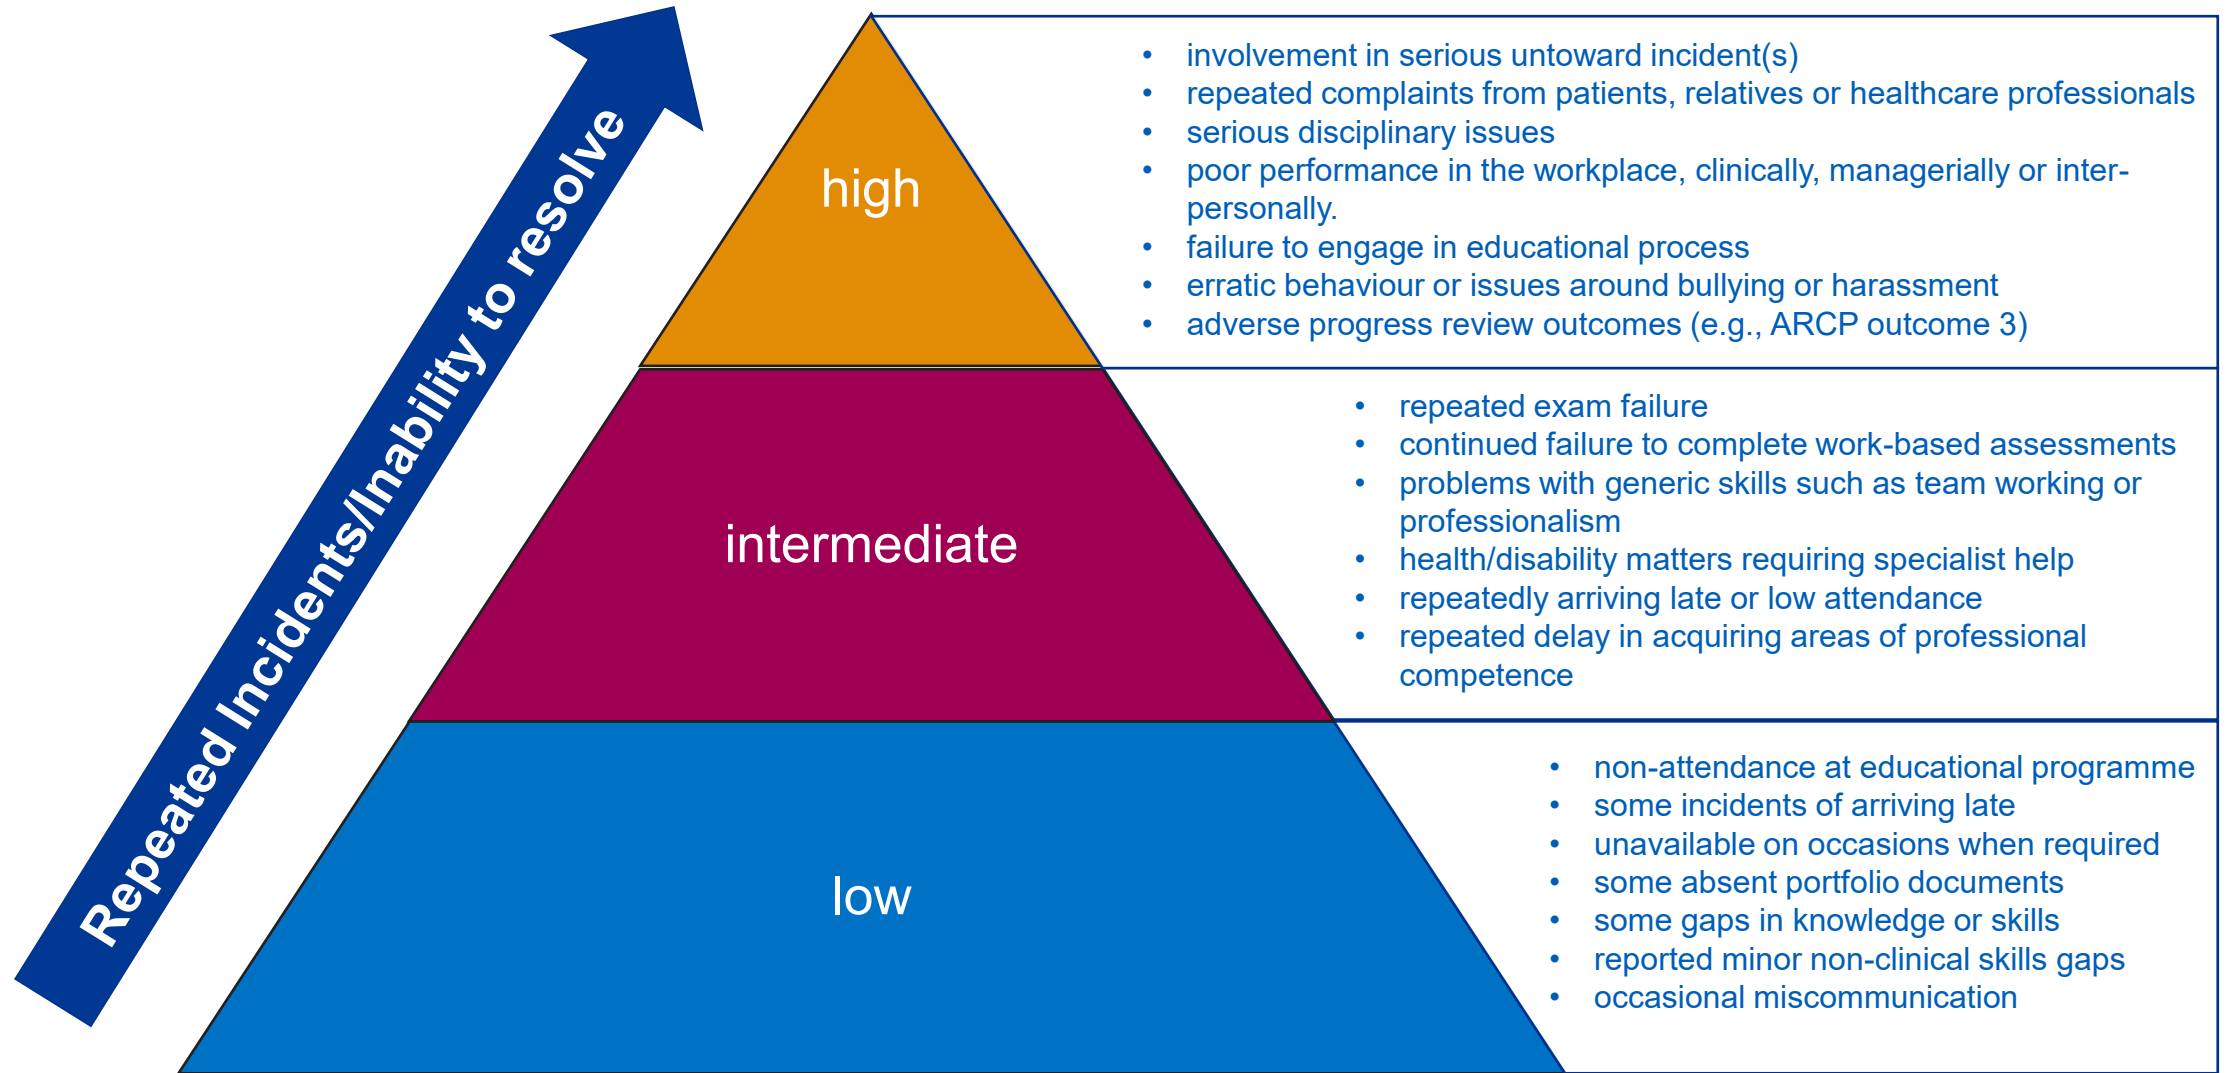 Repeated Incidents/Inability to resolve
high
• involvement in serious untoward incident(s)
• repeated complaints from patients, relatives or healthcare professionals
• serious disciplinary issues
• poor performance in the workplace, clinically, managerially or inter-
personally.
• failure to engage in educational process
• erratic behaviour or issues around bullying or harassment
• adverse progress review outcomes (e.g., ARCP outcome 3)
intermediate
• repeated exam failure
• continued failure to complete work-based assessments
• problems with generic skills such as team working or
professionalism
• health/disability matters requiring specialist help
• repeatedly arriving late or low attendance
• repeated delay in acquiring areas of professional
competence
low
• non-attendance at educational programme
• some incidents of arriving late
• unavailable on occasions when required
• some absent portfolio documents
• some gaps in knowledge or skills
• reported minor non-clinical skills gaps
• occasional miscommunication